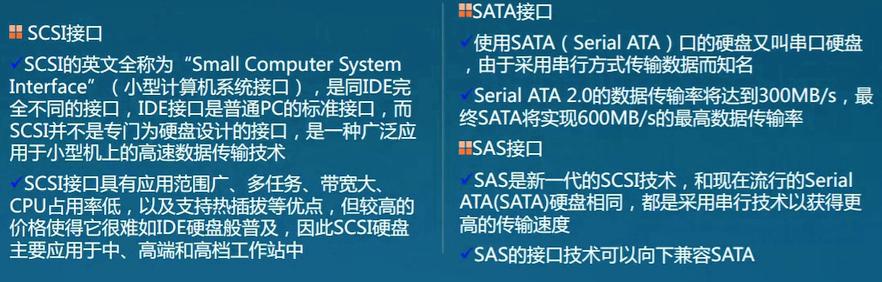 SCSI接口
SCSI的英文全称为“Small Computer System
Interface”（小型计算机系统接口），是同IDE完
全不同的接口，IDE接口是普通PC的标准接口，而
SCSI并不是专门为硬盘设计的接口，是一种广泛应
用于小型机上的高速数据传输技术
SCSI接口具有应用范围广、多任务、带宽大、
CPU占用率低，以及支持热插拔等优点，但较高的
价格使得它很难如IDE硬盘般普及，因此SCSI硬盘
主要应用于中、高端和高档工作站中
SATA接口
使用SATA（Serial ATA）口的硬盘又叫串口硬盘
，由于采用串行方式传输数据而知名
Serial ATA 2.0的数据传输率将达到300MB/s，最
终SATA将实现600MB/s的最高数据传输率
SAS接口
SAS是新一代的SCSI技术，和现在流行的Serial
ATA(SATA)硬盘相同，都是采用串行技术以获得更
高的传输速度
SAS的接口技术可以向下兼容SATA